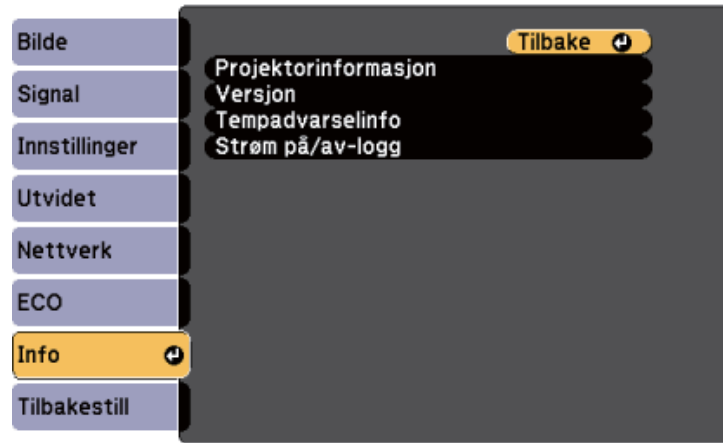 Bilde
Signal
Innstillinger
Utvidet
Nettverk
ECO
Info
Tilbakestill
Tilbake
Projektorinformasjon
Versjon
Tempadvarselinfo
Strøm på/av-logg